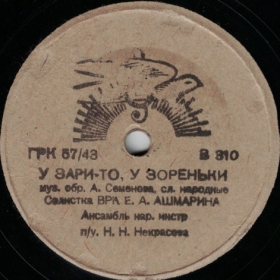 ГРК 57/43 В 310
У ЗАРИ-ТО, У ЗОРЕНЬКИ
муз. обр. А. Семенова, сл. народные
Солистка ВРК Е. А. АШМАРИНА
Ансамбль нар. инстр
п/у. Н. Н. Некрасова